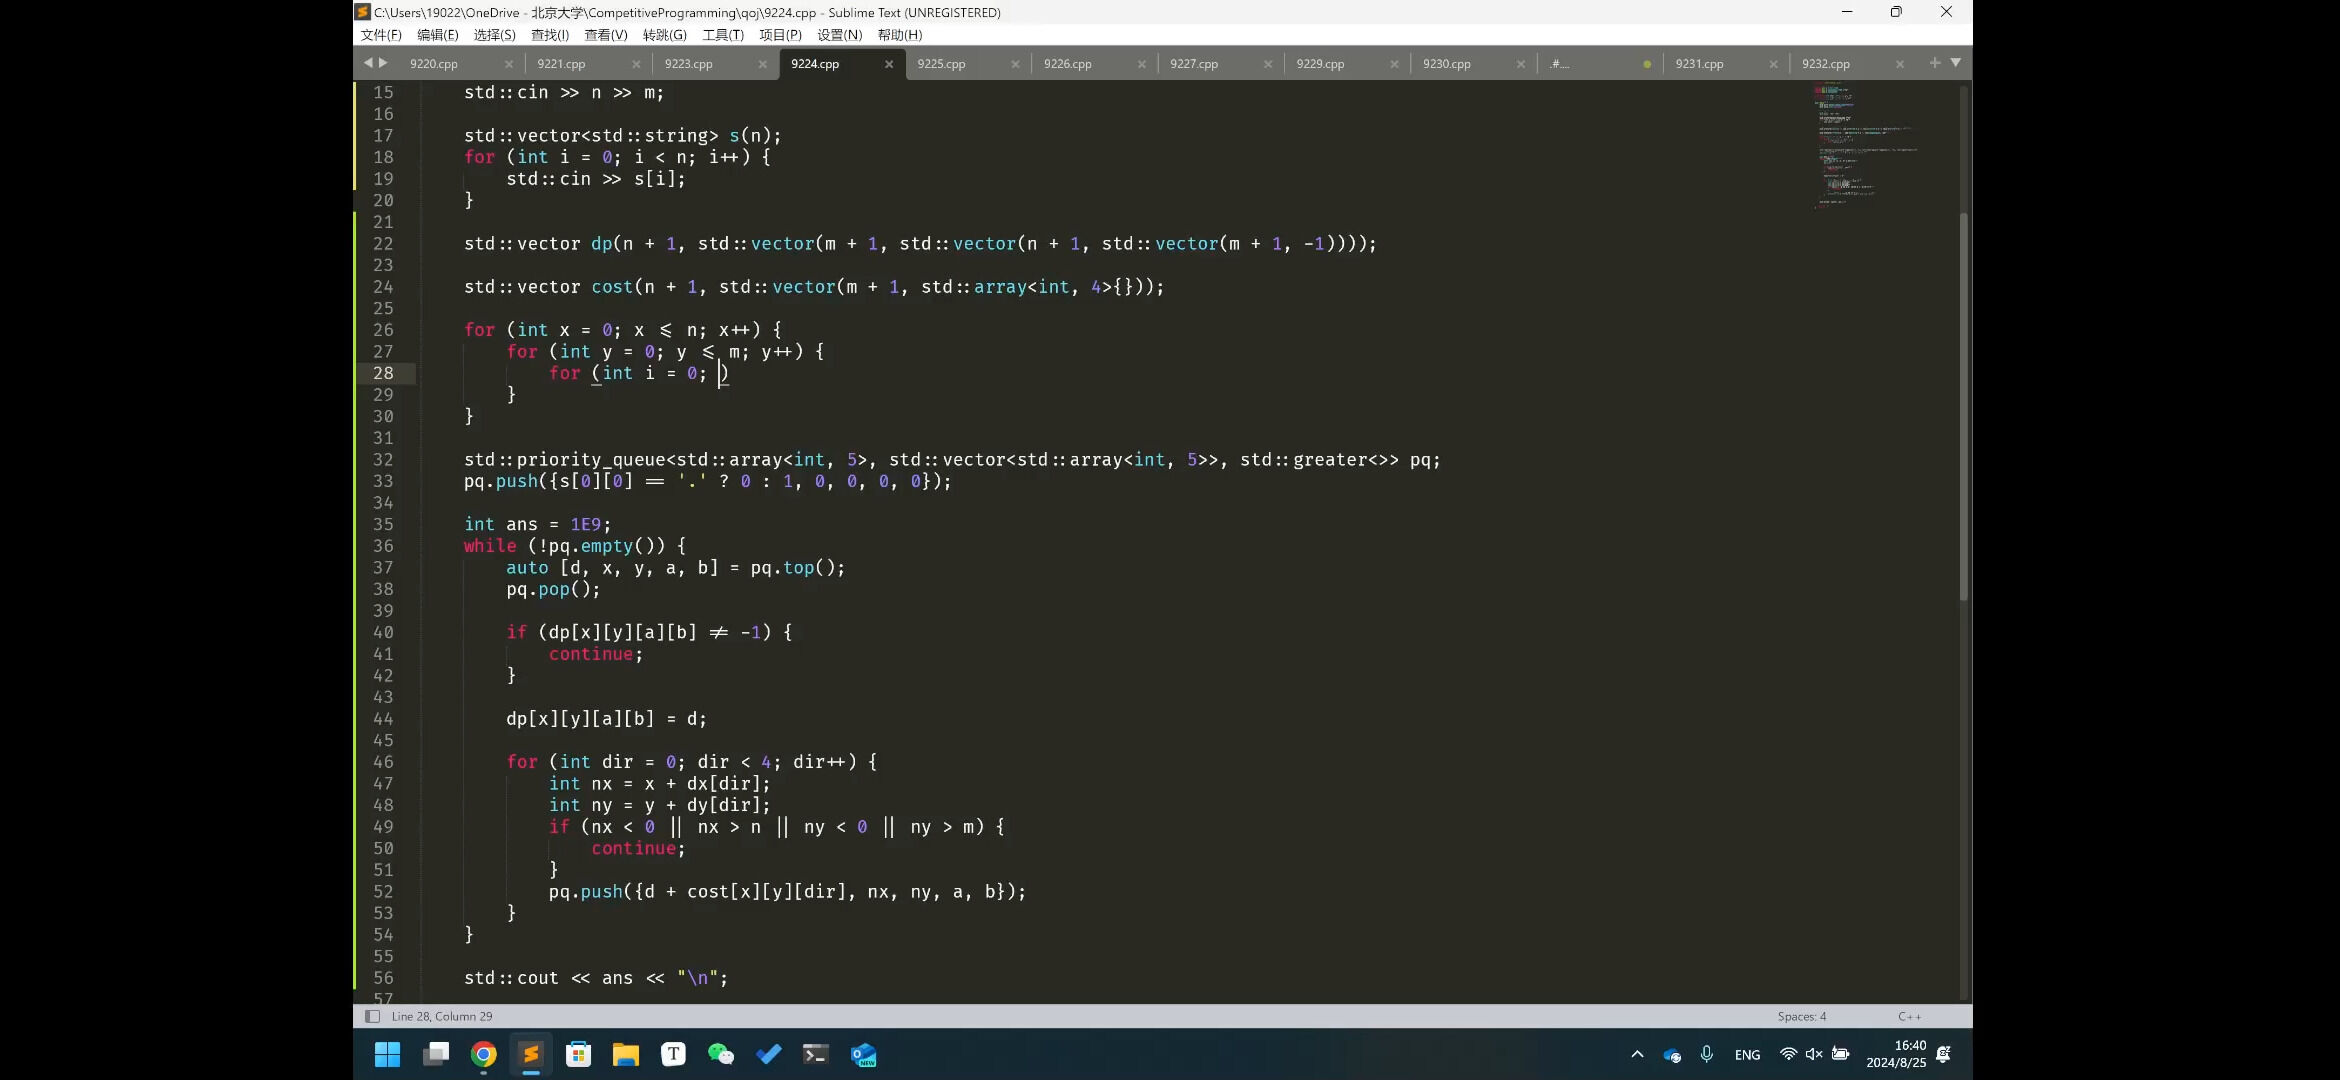 C:\Users\19022\OneDrive - 北京大学\CompetitiveProgramming\qoj\9224.cpp - Sublime Text (UNREGISTERED)
文件(F) 编辑(E) 选择(S) 查找(I) 查看(V) 转跳(G) 工具(T) 项目(P) 设置(N) 帮助(H)
9220.cpp 9221.cpp 9223.cpp 9224.cpp 9225.cpp 9226.cpp 9227.cpp 9229.cpp 9230.cpp .#.... 9231.cpp 9232.cpp
15 std::cin >> n >> m;
16
17 std::vector<std::string> s(n);
18 for (int i = 0; i < n; i++) {
19 std::cin >> s[i];
20 }
21
22 std::vector dp(n + 1, std::vector(m + 1, std::vector(n + 1, std::vector(m + 1, -1))));
23
24 std::vector cost(n + 1, std::vector(m + 1, std::array<int, 4>{}));
25
26 for (int x = 0; x <= n; x++) {
27 for (int y = 0; y <= m; y++) {
28 for (int i = 0; )
29 }
30 }
31
32 std::priority_queue<std::array<int, 5>, std::vector<std::array<int, 5>>, std::greater<>> pq;
33 pq.push({s[0][0] == '.' ? 0 : 1, 0, 0, 0, 0});
34
35 int ans = 1E9;
36 while (!pq.empty()) {
37 auto [d, x, y, a, b] = pq.top();
38 pq.pop();
39
40 if (dp[x][y][a][b] != -1) {
41 continue;
42 }
43
44 dp[x][y][a][b] = d;
45
46 for (int dir = 0; dir < 4; dir++) {
47 int nx = x + dx[dir];
48 int ny = y + dy[dir];
49 if (nx < 0 || nx > n || ny < 0 || ny > m) {
50 continue;
51 }
52 pq.push({d + cost[x][y][dir], nx, ny, a, b});
53 }
54 }
55
56 std::cout << ans << "\n";
57
Line 28, Column 29 Spaces: 4 C++
T NEW ENG 16:40
2024/8/25